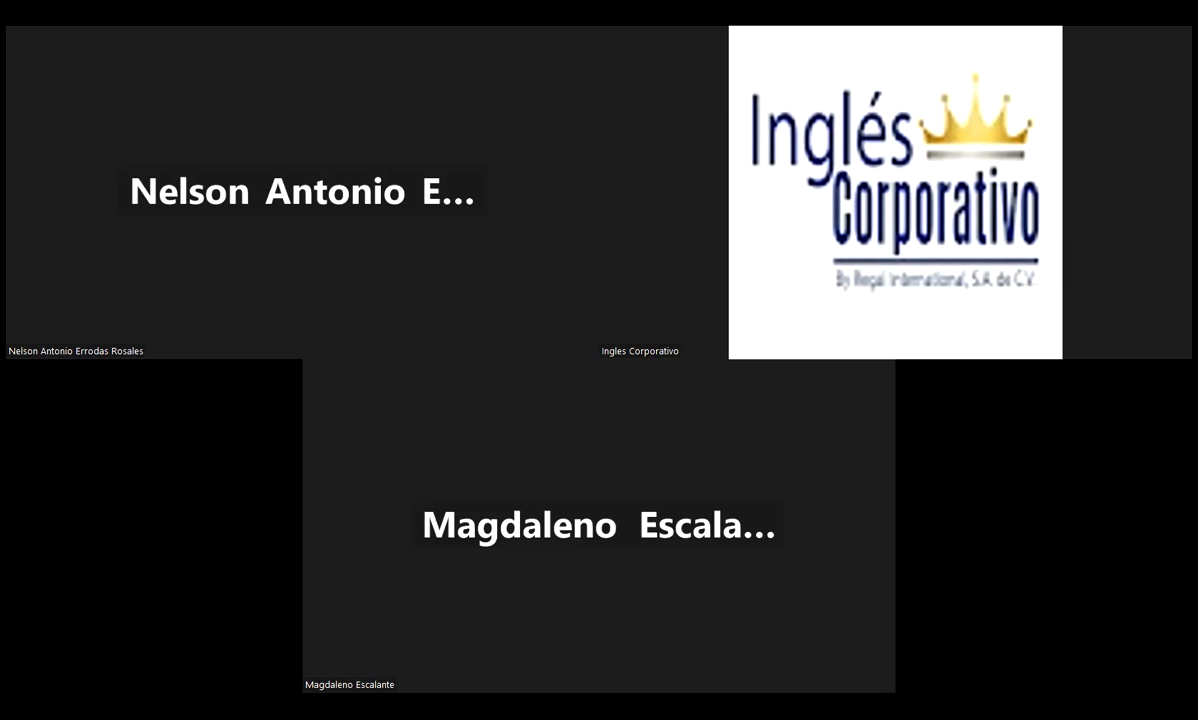 Nelson Antonio E...
Nelson Antonio Errodas Rosales
Inglés
Corporativo
By Regal International, S.A. de C.V.
Ingles Corporativo
Magdaleno Escala...
Magdaleno Escalante